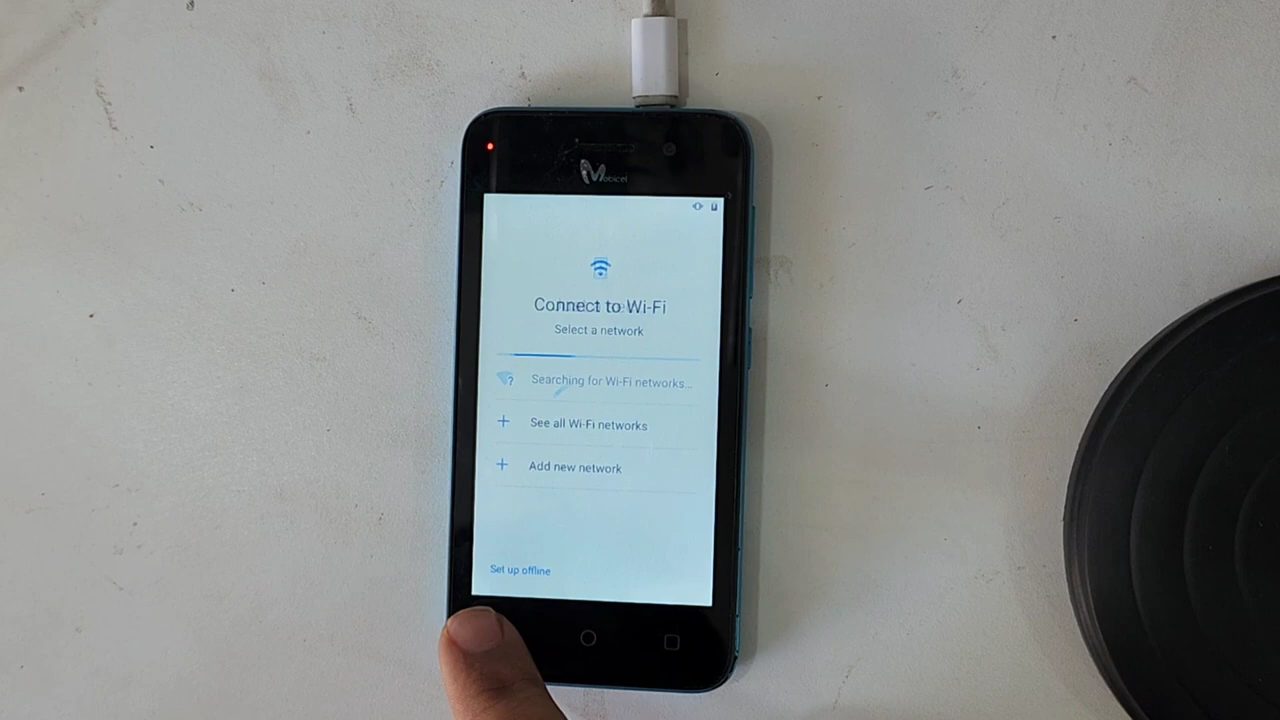 Mobicel
Connect to Wi-Fi
Select a network
Searching for Wi-Fi networks...
See all Wi-Fi networks
Add new network
Set up offline